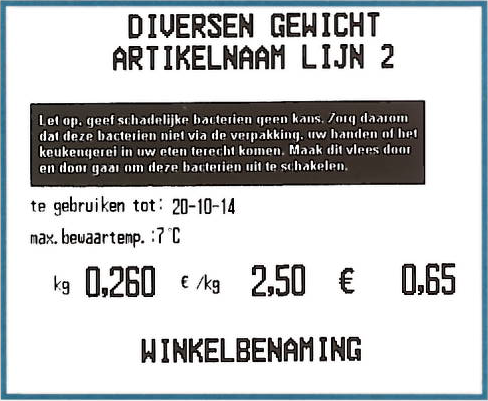 DIVERSEN GEWICHT
ARTIKELNAAM LIJN 2
Let op, geef schadelijke bacterien geen kans. Zorg daarom
dat deze bacterien niet via de verpakking, uw handen of het
keukengerei in uw eten terecht komen. Maak dit vlees door
en door gaar om deze bacterien uit te schakelen.
te gebruiken tot: 20-10-14
max. bewaartemp. :7°C
kg 0,260 € /kg 2,50 € 0,65
WINKELBENAMING